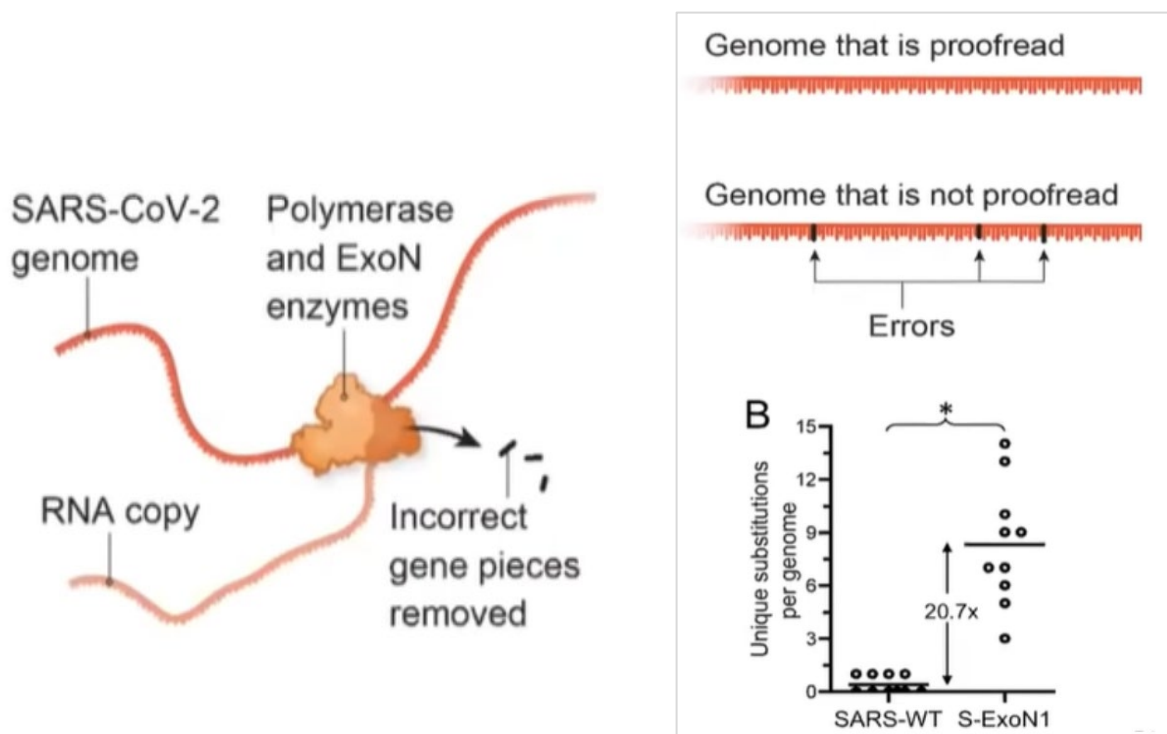 SARS-CoV-2
genome
Polymerase
and ExoN
enzymes
RNA copy
Incorrect
gene pieces
removed
Genome that is proofread
Genome that is not proofread
Errors
B
*
Unique substitutions
per genome
15
12
9
6
3
0
20.7x
SARS-WT S-ExoN1